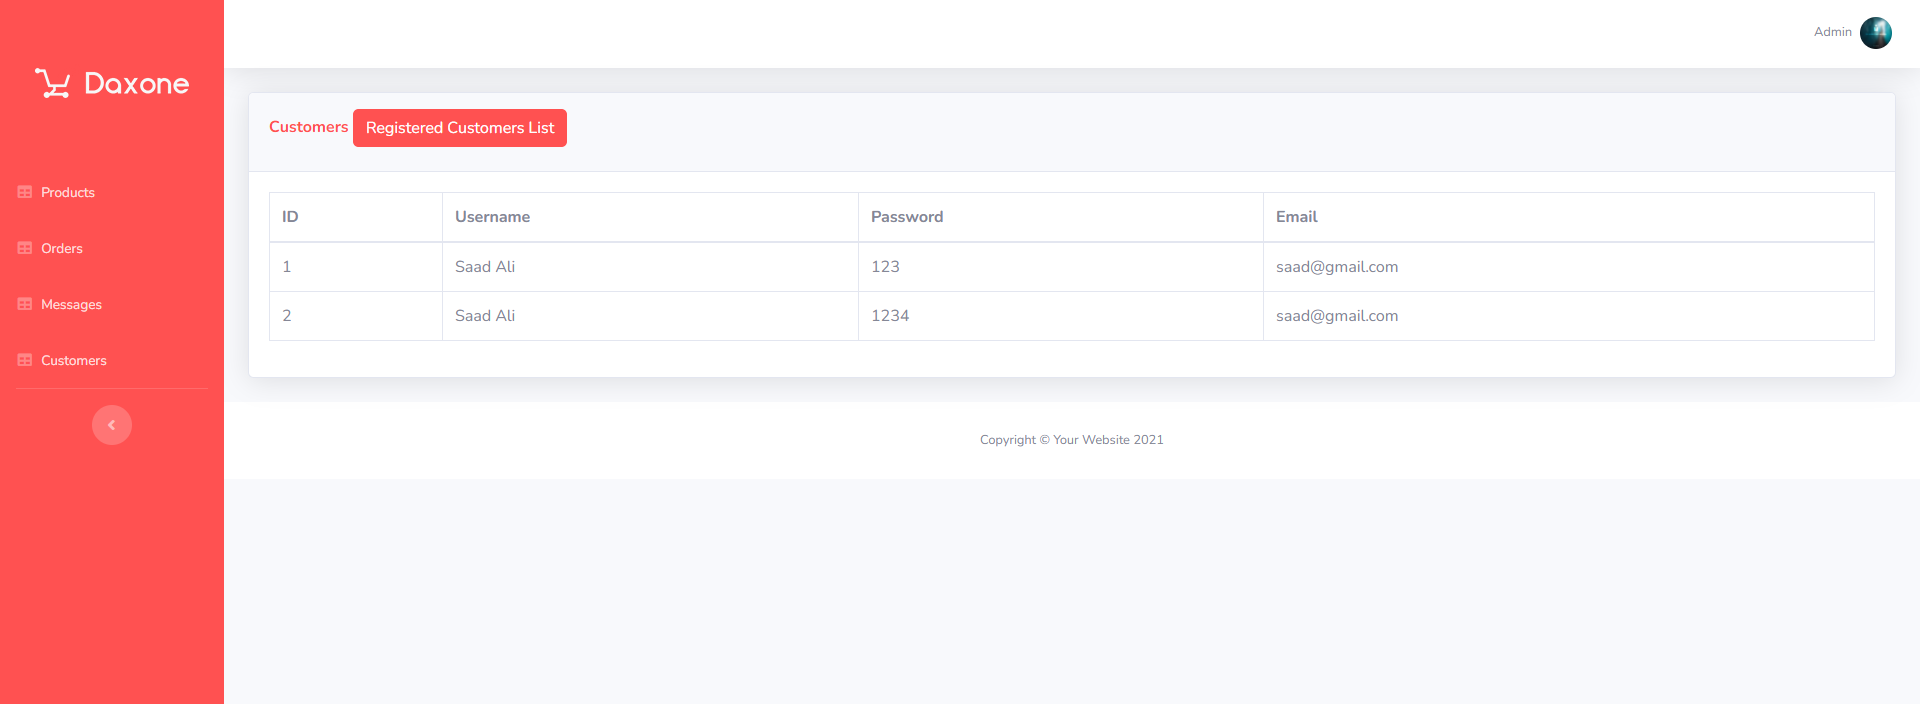 Daxone
Products
Orders
Messages
Customers
Admin
Customers Registered Customers List
ID Username Password Email
1 Saad Ali 123 saad@gmail.com
2 Saad Ali 1234 saad@gmail.com
Copyright © Your Website 2021